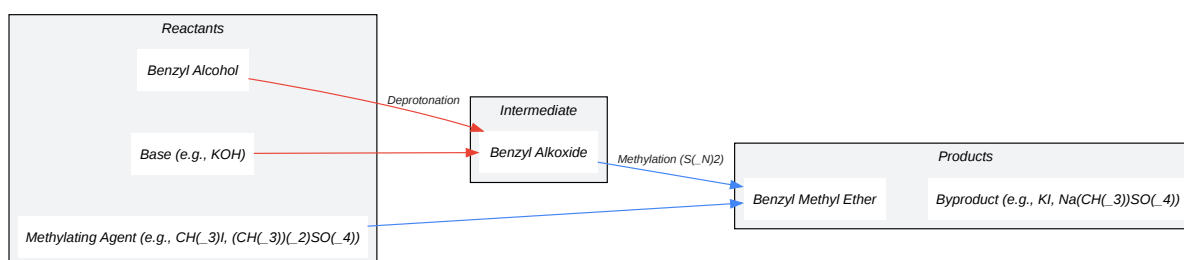 Reactants
Benzyl Alcohol
Deprotonation
Intermediate
Base (e.g., KOH)
Benzyl Alkoxide
Methylation (S(_N)2)
Products
Benzyl Methyl Ether
Byproduct (e.g., KI, Na(CH(_3))SO(_4))
Methylating Agent (e.g., CH(_3)I, (CH(_3))(_2)SO(_4))